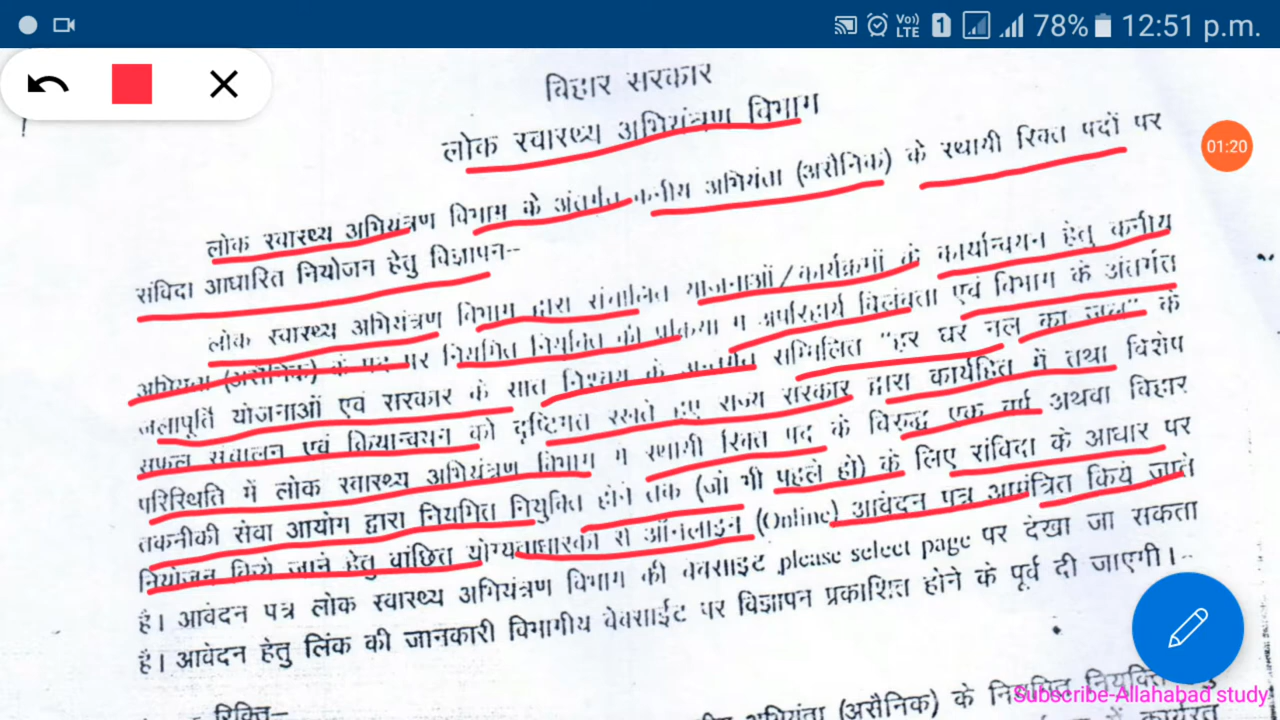 VoLTE 1 78% 12:51 p.m.
01:20
बिहार सरकार
लोक स्वास्थ्य अभियंत्रण विभाग
लोक स्वास्थ्य अभियंत्रण विभाग के अंतर्गत कनीय अभियंता (असैनिक) के स्थायी रिक्त पदों पर
संविदा आधारित नियोजन हेतु विज्ञापन--
लोक स्वास्थ्य अभियंत्रण विभाग द्वारा संचालित योजनाओं/कार्यक्रमों के कार्यान्वयन हेतु कनीय
अभियंता (असैनिक) के पद पर नियमित नियुक्ति की प्रक्रिया में अपरिहार्य विलंबता एवं विभाग के अंतर्गत
जलापूर्ति योजनाओं एवं सरकार के सात निश्चय के अन्तर्गत सम्मिलित "हर घर नल का जल" के
सफल संचालन एवं क्रियान्वयन को दृष्टिगत रखते हुए राज्य सरकार द्वारा कार्यहित में तथा विशेष
परिस्थिति में लोक स्वास्थ्य अभियंत्रण विभाग में स्थायी रिक्त पद के विरुद्ध एक वर्ष अथवा बिहार
तकनीकी सेवा आयोग द्वारा नियमित नियुक्ति होने तक (जो भी पहले हो) के लिए संविदा के आधार पर
नियोजन किये जाने हेतु वांछित योग्यताधारकों से ऑनलाइन (Online) आवेदन पत्र आमंत्रित किये जाते
है। आवेदन पत्र लोक स्वास्थ्य अभियंत्रण विभाग की वेबसाइट please select page पर देखा जा सकता
है। आवेदन हेतु लिंक की जानकारी विभागीय वेबसाईट पर विज्ञापन प्रकाशित होने के पूर्व दी जाएगी।--
रिक्ति-- अभियंता (असैनिक) के नियमित नियुक्ति
Subscribe-Allahabad study